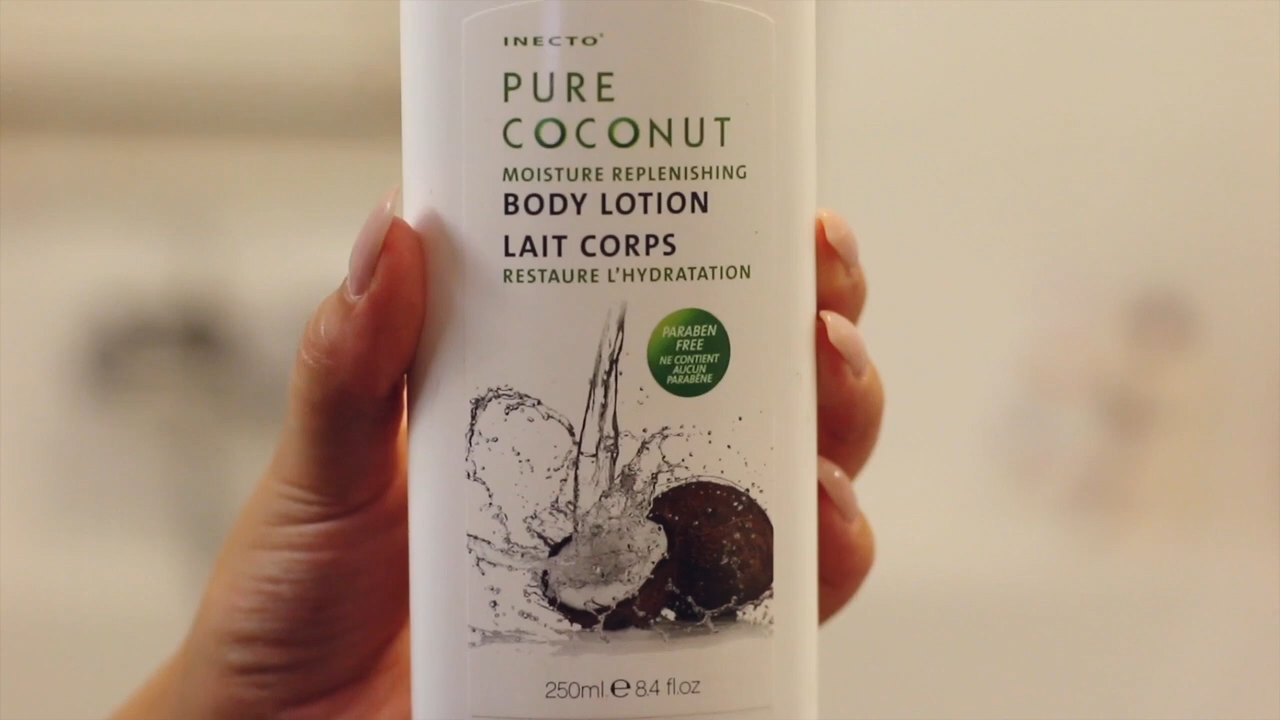 INECTO®
PURE
COCONUT
MOISTURE REPLENISHING
BODY LOTION
LAIT CORPS
RESTAURE L'HYDRATATION
PARABEN
FREE
NE CONTIENT
AUCUN
PARABÈNE
250ml ℮ 8.4 fl.oz